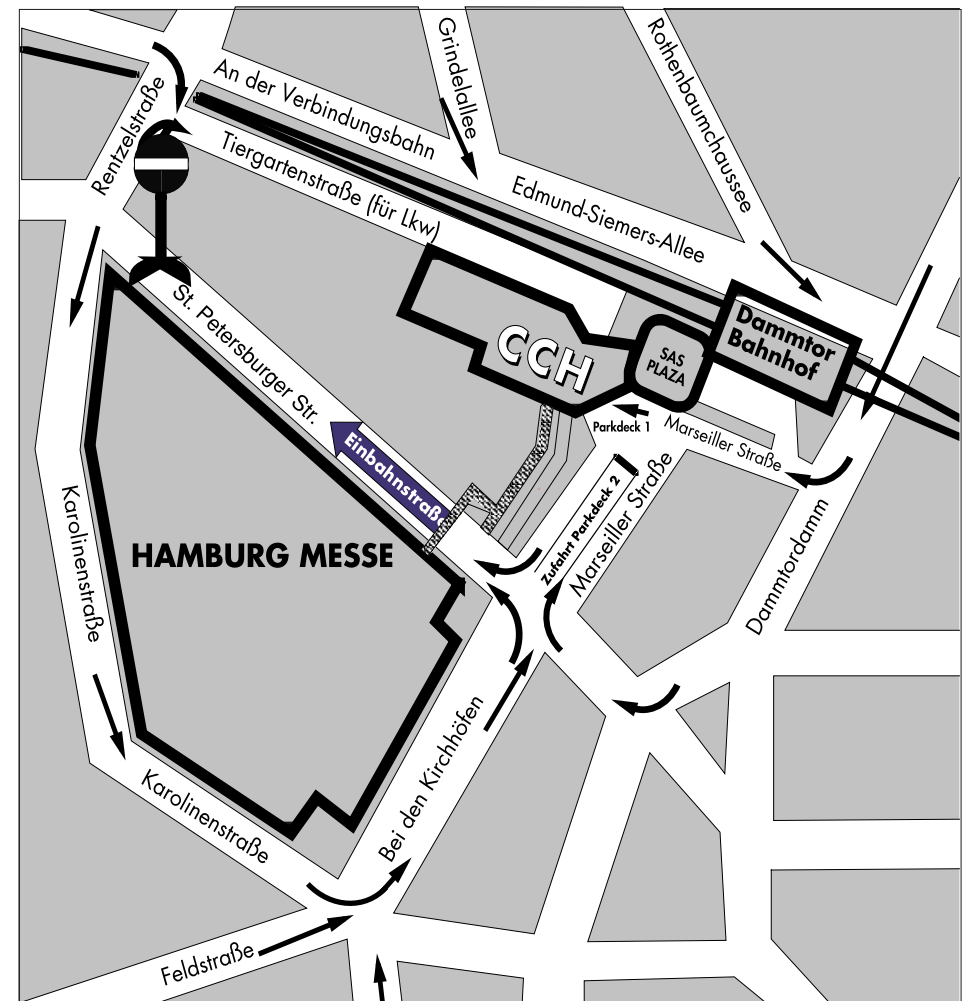 Grindelallee
Rothenbaumchaussee
An der Verbindungsbahn
Rentzelstraße
Tiergartenstraße (für Lkw)
Edmund-Siemers-Allee
St. Petersburger Str.
CCH
SAS
PLAZA
Dammtor
Bahnhof
Parkdeck 1
Marseiller Straße
Einbahnstraße
Zufahrt Parkdeck 2
Marseiller Straße
Dammtordamm
HAMBURG MESSE
Karolinenstraße
Bei den Kirchhöfen
Karolinenstraße
Feldstraße